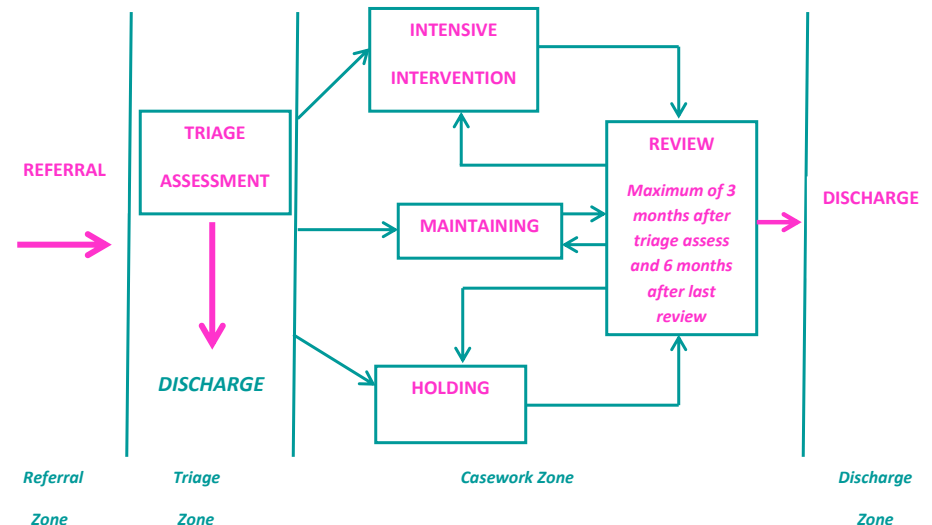 REFERRAL
TRIAGE
ASSESSMENT
DISCHARGE
INTENSIVE
INTERVENTION
MAINTAINING
HOLDING
REVIEW
Maximum of 3
months after
triage assess
and 6 months
after last
review
DISCHARGE
Referral
Zone
Triage
Zone
Casework Zone
Discharge
Zone